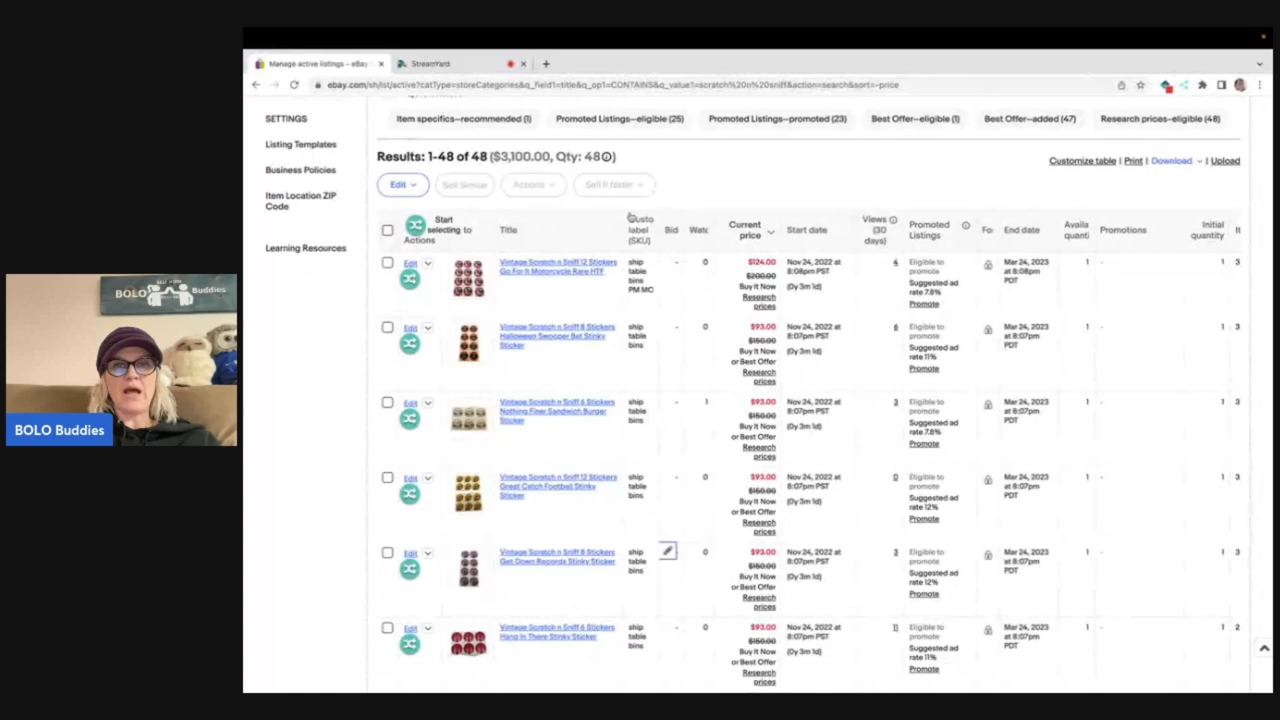 Manage active listings - eBay
StreamYard
ebay.com/sh/lst/active?catType=storeCategories&q_field1=title&q_op1=CONTAINS&q_value1=scratch%20n%20sniff&action=search&sort=-price
SETTINGS
Listing Templates
Business Policies
Item Location ZIP
Code
Learning Resources
Item specifics–recommended (1)
Promoted Listings–eligible (25)
Promoted Listings–promoted (23)
Best Offer–eligible (1)
Best Offer–added (47)
Research prices–eligible (48)
Results: 1-48 of 48 ($3,100.00, Qty: 48)
Customize table | Print | Download | Upload
Edit
Sell Similar
Actions
Sell it faster
Start
selecting to
Actions
Title
Custo
label
(SKU)
Bid
Watc
Current
price
Start date
Views
(30
days)
Promoted
Listings
Fo
End date
Availa
quanti
Promotions
Initial
quantity
It
Edit
Vintage Scratch n Sniff 12 Stickers
Go For It Motorcycle Rare HTF
ship
table
bins
PM MC
-
0
$124.00
$200.00
Buy It Now
Research
prices
Nov 24, 2022 at
8:08pm PST
(0y 3m 1d)
4
Eligible to
promote
Suggested ad
rate 7.8%
Promote
Mar 24, 2023
at 8:08pm
PDT
1
-
1
3
Edit
Vintage Scratch n Sniff 8 Stickers
Halloween Swooper Bat Stinky
Sticker
ship
table
bins
-
0
$93.00
$150.00
Buy It Now
or Best Offer
Research
prices
Nov 24, 2022 at
8:07pm PST
(0y 3m 1d)
6
Eligible to
promote
Suggested ad
rate 11%
Promote
Mar 24, 2023
at 8:07pm
PDT
1
-
1
3
Edit
Vintage Scratch n Sniff 6 Stickers
Nothing Finer Sandwich Burger
Sticker
ship
table
bins
-
1
$93.00
$150.00
Buy It Now
or Best Offer
Research
prices
Nov 24, 2022 at
8:07pm PST
(0y 3m 1d)
3
Eligible to
promote
Suggested ad
rate 7.8%
Promote
Mar 24, 2023
at 8:07pm
PDT
1
-
1
3
Edit
Vintage Scratch n Sniff 12 Stickers
Great Catch Football Stinky
Sticker
ship
table
bins
-
0
$93.00
$150.00
Buy It Now
or Best Offer
Research
prices
Nov 24, 2022 at
8:07pm PST
(0y 3m 1d)
0
Eligible to
promote
Suggested ad
rate 12%
Promote
Mar 24, 2023
at 8:07pm
PDT
1
-
1
3
Edit
Vintage Scratch n Sniff 8 Stickers
Get Down Records Stinky Sticker
ship
table
bins
0
$93.00
$150.00
Buy It Now
or Best Offer
Research
prices
Nov 24, 2022 at
8:07pm PST
(0y 3m 1d)
3
Eligible to
promote
Suggested ad
rate 12%
Promote
Mar 24, 2023
at 8:07pm
PDT
1
-
1
3
Edit
Vintage Scratch n Sniff 6 Stickers
Hang In There Stinky Sticker
ship
table
bins
-
0
$93.00
$150.00
Buy It Now
or Best Offer
Research
prices
Nov 24, 2022 at
8:07pm PST
(0y 3m 1d)
11
Eligible to
promote
Suggested ad
rate 11%
Promote
Mar 24, 2023
at 8:07pm
PDT
1
-
1
2
BOLO Buddies
BOLO Buddies